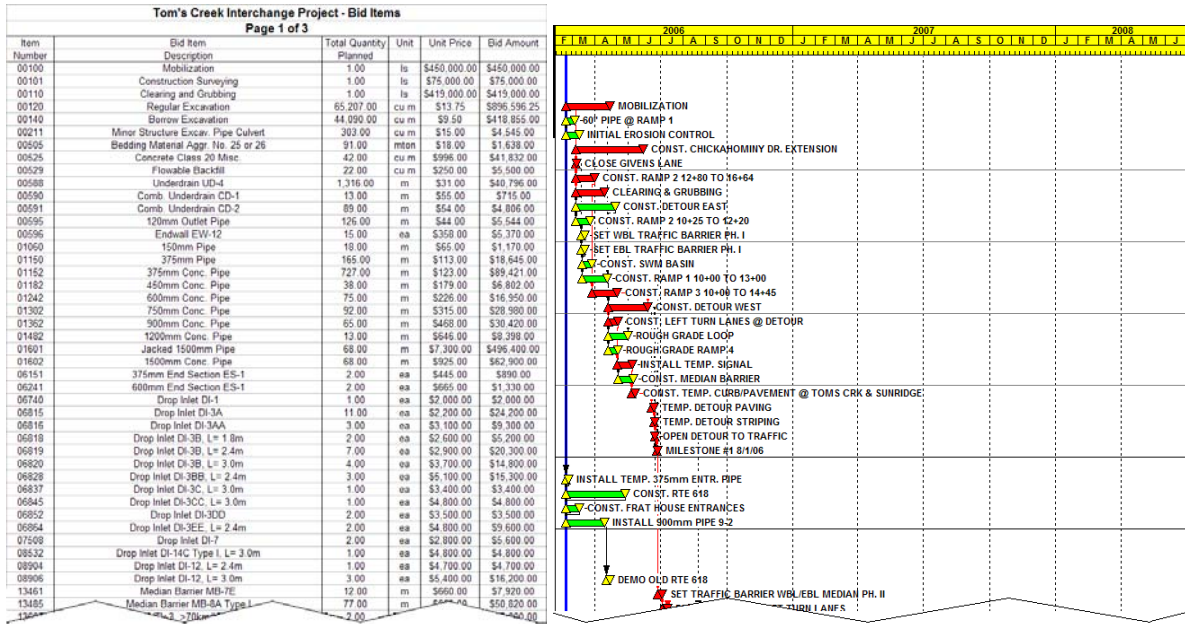 Tom's Creek Interchange Project - Bid Items
Page 1 of 3
Item Number Bid Item Description Total Quantity Planned Unit Unit Price Bid Amount
00100 Mobilization 1.00 ls $450,000.00 $450,000.00
00101 Construction Surveying 1.00 ls $75,000.00 $75,000.00
00110 Clearing and Grubbing 1.00 ls $419,000.00 $419,000.00
00120 Regular Excavation 65,207.00 cu m $13.75 $896,596.25
00140 Borrow Excavation 44,090.00 cu m $9.50 $418,855.00
00211 Minor Structure Excav. Pipe Culvert 303.00 cu m $15.00 $4,545.00
00505 Bedding Material Aggr. No. 25 or 26 91.00 mton $18.00 $1,638.00
00525 Concrete Class 20 Misc. 42.00 cu m $996.00 $41,832.00
00529 Flowable Backfill 22.00 cu m $250.00 $5,500.00
00588 Underdrain UD-4 1,316.00 m $31.00 $40,796.00
00590 Comb. Underdrain CD-1 13.00 m $55.00 $715.00
00591 Comb. Underdrain CD-2 89.00 m $54.00 $4,806.00
00595 120mm Outlet Pipe 126.00 m $44.00 $5,544.00
00596 Endwall EW-12 15.00 ea $358.00 $5,370.00
01060 150mm Pipe 18.00 m $65.00 $1,170.00
01150 375mm Pipe 165.00 m $113.00 $18,645.00
01152 375mm Conc. Pipe 727.00 m $123.00 $89,421.00
01182 450mm Conc. Pipe 38.00 m $179.00 $6,802.00
01242 600mm Conc. Pipe 75.00 m $226.00 $16,950.00
01302 750mm Conc. Pipe 92.00 m $315.00 $28,980.00
01362 900mm Conc. Pipe 65.00 m $468.00 $30,420.00
01482 1200mm Conc. Pipe 13.00 m $646.00 $8,398.00
01601 Jacked 1500mm Pipe 68.00 m $7,300.00 $496,400.00
01602 1500mm Conc. Pipe 68.00 m $925.00 $62,900.00
06151 375mm End Section ES-1 2.00 ea $445.00 $890.00
06241 600mm End Section ES-1 2.00 ea $665.00 $1,330.00
06740 Drop Inlet DI-1 1.00 ea $2,000.00 $2,000.00
06815 Drop Inlet DI-3A 11.00 ea $2,200.00 $24,200.00
06816 Drop Inlet DI-3AA 3.00 ea $3,100.00 $9,300.00
06818 Drop Inlet DI-3B, L= 1.8m 2.00 ea $2,600.00 $5,200.00
06819 Drop Inlet DI-3B, L= 2.4m 7.00 ea $2,900.00 $20,300.00
06820 Drop Inlet DI-3B, L= 3.0m 4.00 ea $3,700.00 $14,800.00
06828 Drop Inlet DI-3BB, L= 2.4m 3.00 ea $5,100.00 $15,300.00
06837 Drop Inlet DI-3C, L= 3.0m 1.00 ea $3,400.00 $3,400.00
06845 Drop Inlet DI-3CC, L= 3.0m 1.00 ea $4,800.00 $4,800.00
06852 Drop Inlet DI-3DD 2.00 ea $3,500.00 $3,500.00
06864 Drop Inlet DI-3EE, L= 2.4m 2.00 ea $4,800.00 $9,600.00
07508 Drop Inlet DI-7 2.00 ea $2,800.00 $5,600.00
08532 Drop Inlet DI-14C Type I, L= 3.0m 1.00 ea $4,800.00 $4,800.00
08904 Drop Inlet DI-12, L= 2.4m 1.00 ea $4,700.00 $4,700.00
08906 Drop Inlet DI-12, L= 3.0m 3.00 ea $5,400.00 $16,200.00
13461 Median Barrier MB-7E 12.00 m $660.00 $7,920.00
13485 Median Barrier MB-8A Type 77.00 m $50,820.00
2.00
2006 2007 2008
F M A M J J A S O N D J F M A M J J A S O N D J F M A M J
MOBILIZATION
60" PIPE @ RAMP 1
INITIAL EROSION CONTROL
CONST. CHICKAHOMINY DR. EXTENSION
CLOSE GIVENS LANE
CONST. RAMP 2 12+80 TO 16+64
CLEARING & GRUBBING
CONST. DETOUR EAST
CONST. RAMP 2 10+25 TO 12+20
SET WBL TRAFFIC BARRIER PH. I
SET EBL TRAFFIC BARRIER PH. I
CONST. SWM BASIN
CONST. RAMP 1 10+00 TO 13+00
CONST. RAMP 3 10+00 TO 14+45
CONST. DETOUR WEST
CONST. LEFT TURN LANES @ DETOUR
ROUGH GRADE LOOP
ROUGH GRADE RAMP 4
INSTALL TEMP. SIGNAL
CONST. MEDIAN BARRIER
CONST. TEMP. CURB/PAVEMENT @ TOMS CRK & SUNRIDGE
TEMP. DETOUR PAVING
TEMP. DETOUR STRIPING
OPEN DETOUR TO TRAFFIC
MILESTONE #1 8/1/06
INSTALL TEMP. 375mm ENTR. PIPE
CONST. RTE 618
CONST. FRAT HOUSE ENTRANCES
INSTALL 900mm PIPE 9-2
DEMO OLD RTE 618
SET TRAFFIC BARRIER WBL/EBL MEDIAN PH. II
TURN LANES